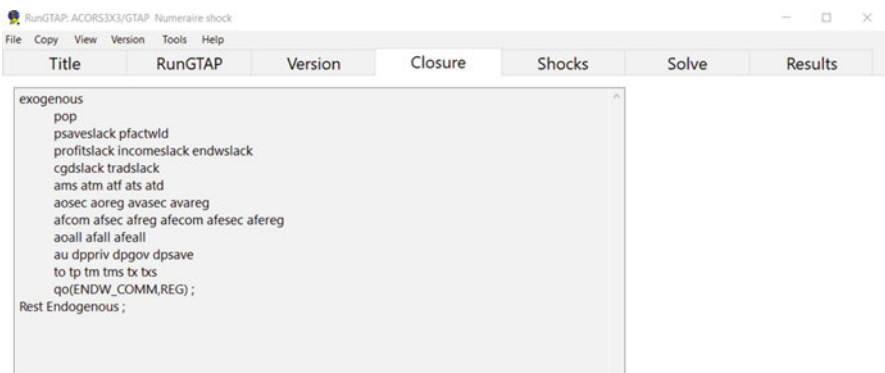 RunGTAP: ACORS3X3/GTAP Numeraire shock
File Copy View Version Tools Help
Title RunGTAP Version Closure Shocks Solve Results
exogenous
pop
psaveslack pfactwld
profitslack incomeslack endwslack
cgdslack tradslack
ams atm atf ats atd
aosec aoreg avasec avareg
afcom afsec afreg afecom afesec afereg
aoall afall afeall
au dppriv dpgov dpsave
to tp tm tms tx txs
qo(ENDW_COMM,REG) ;
Rest Endogenous ;